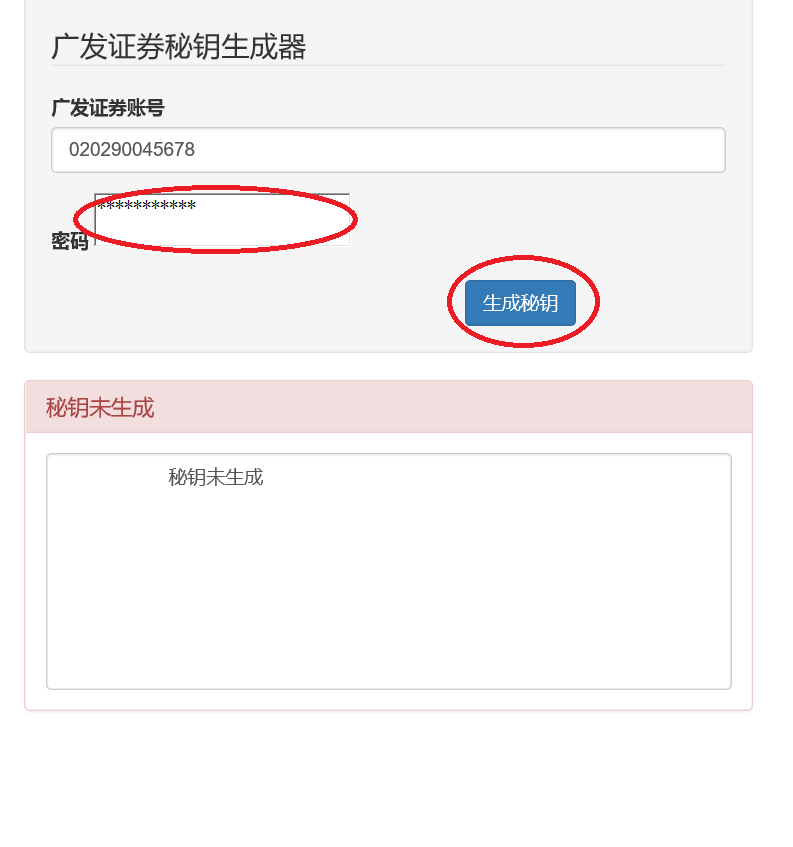 广发证券秘钥生成器
广发证券账号
020290045678
密码 ***********
生成秘钥
秘钥未生成
秘钥未生成